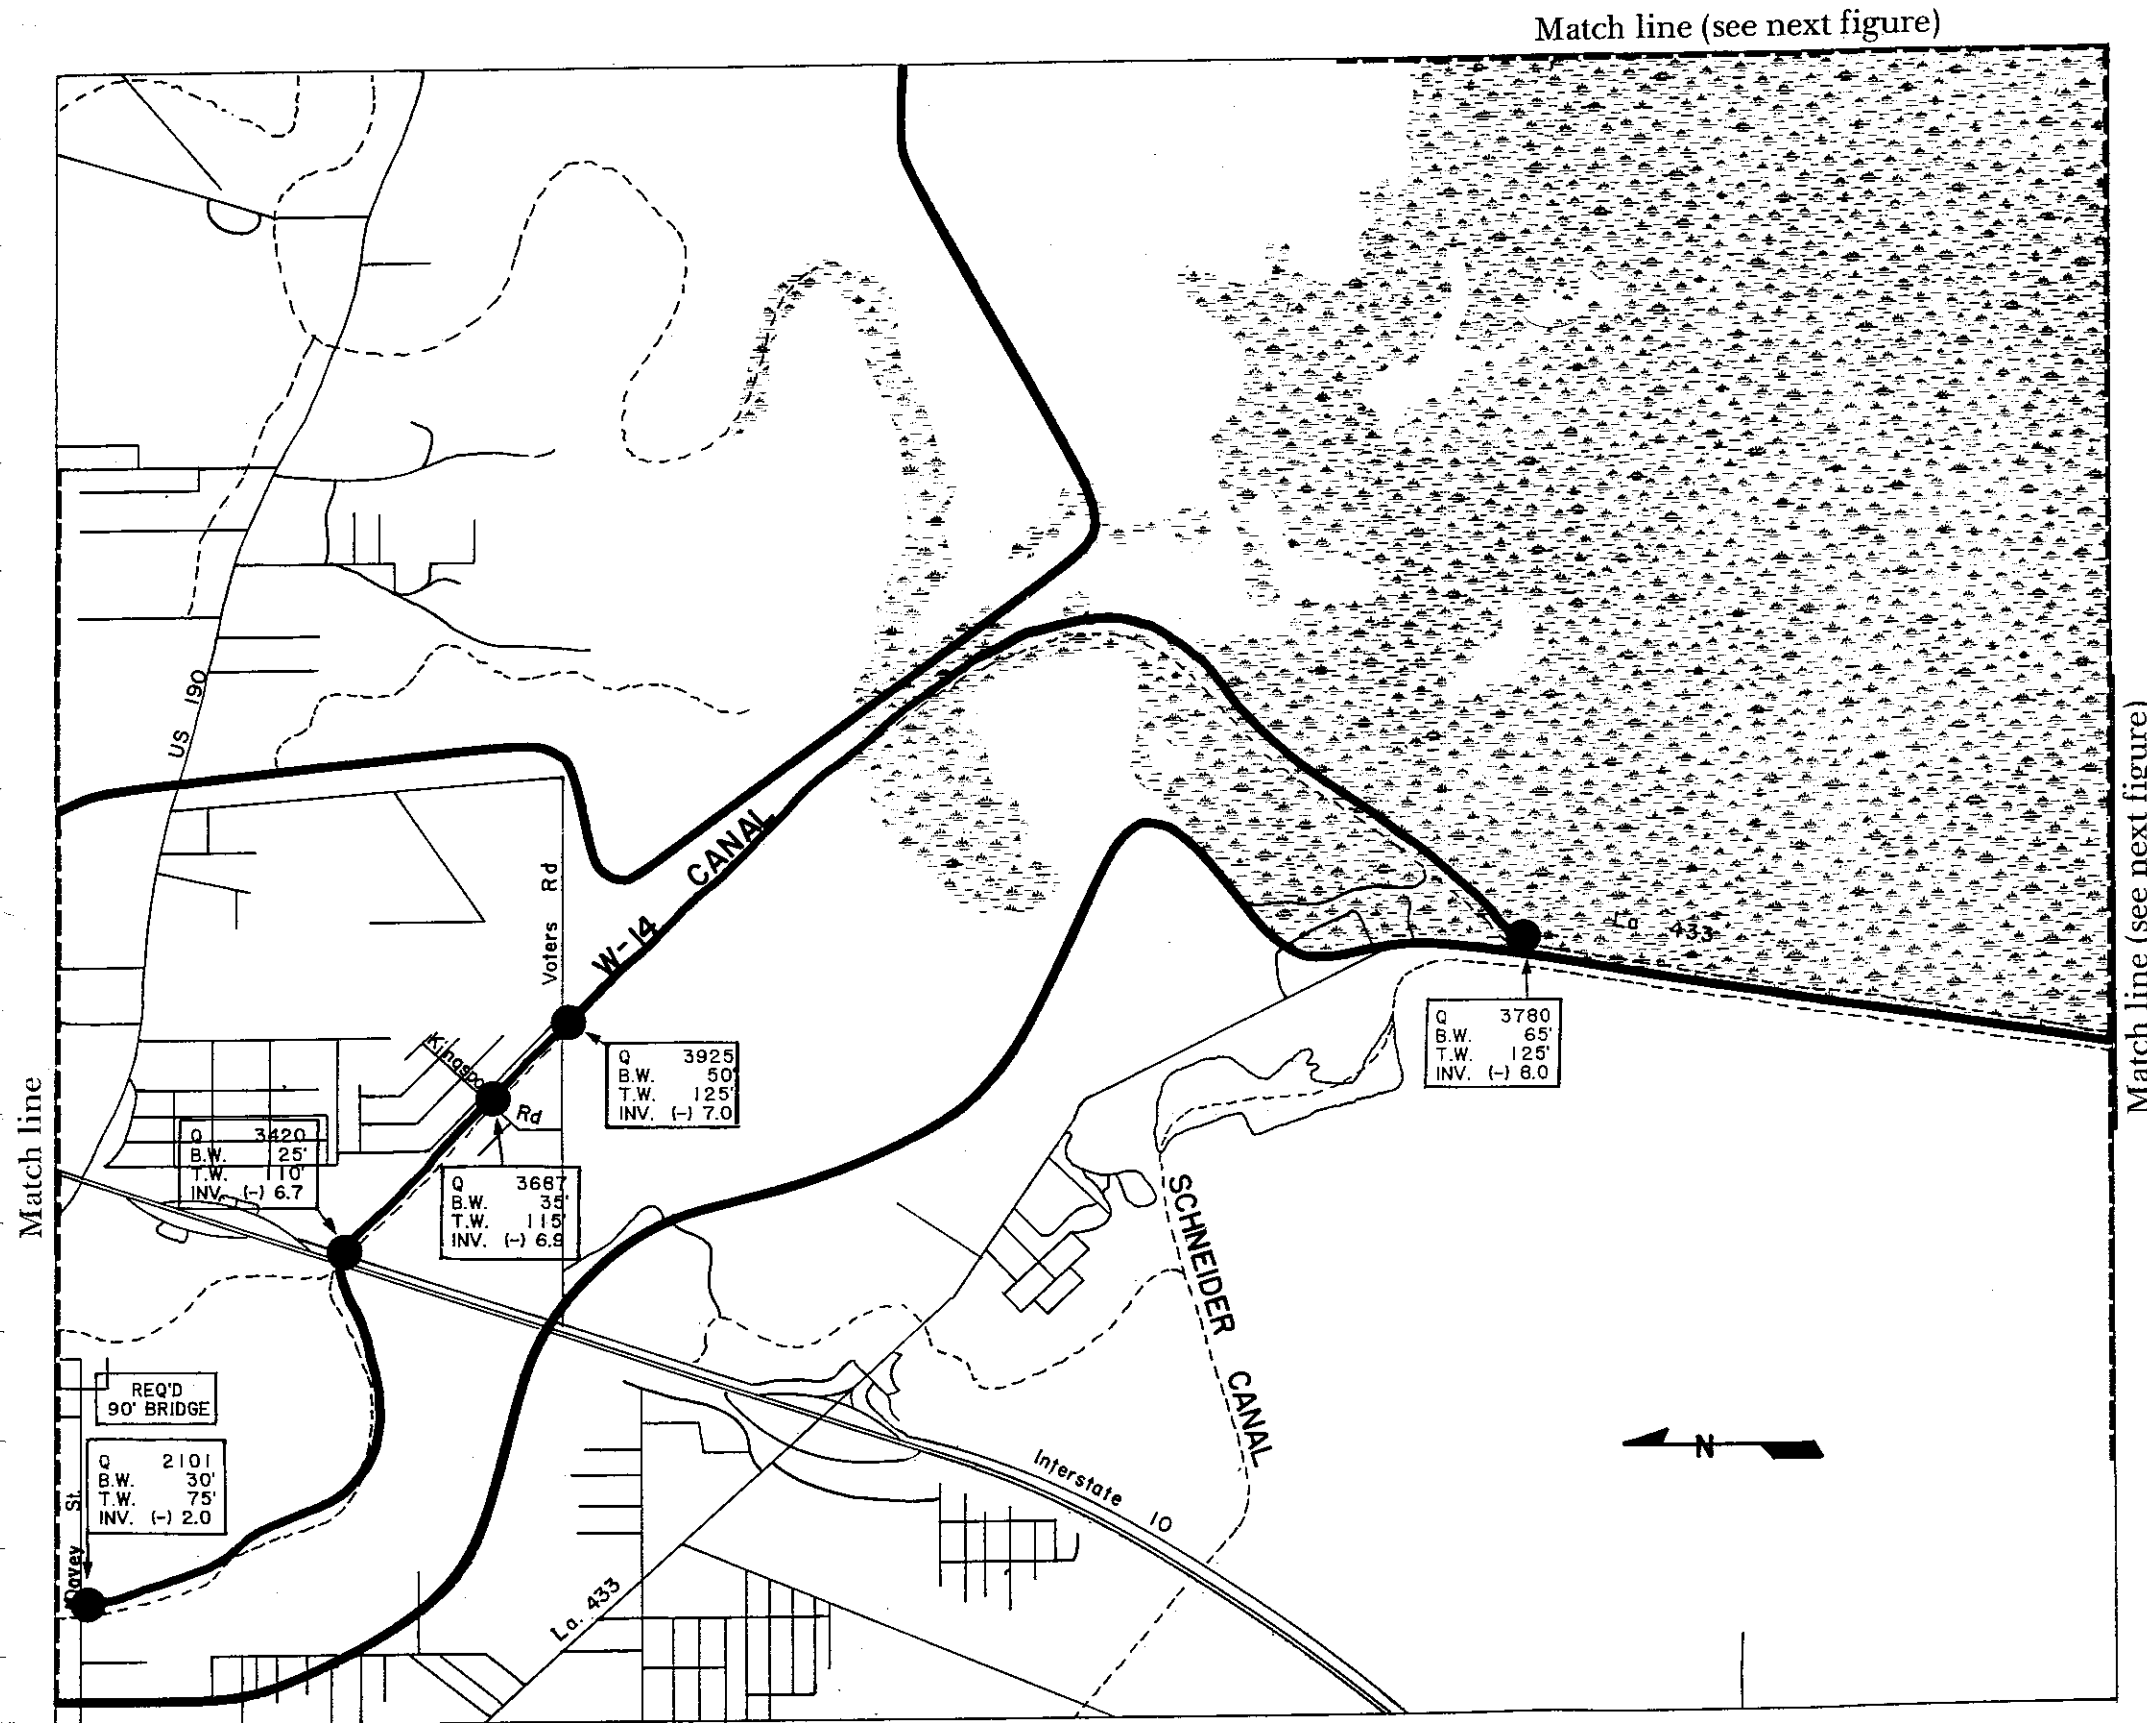 Match line (see next figure)
US 190
Voters Rd
CANAL
W-14
La 433
Match line (see next figure)
Q 3780
B.W. 65'
T.W. 125'
INV. (-) 8.0
Q 3925
B.W. 50'
T.W. 125'
INV. (-) 7.0
Rd
Match line
Q 3420
B.W. 25'
T.W. 110'
INV. (-) 6.7
Q 3667
B.W. 35'
T.W. 115'
INV. (-) 6.9
SCHNEIDER CANAL
REQ'D
90' BRIDGE
Q 2101
B.W. 30'
T.W. 75'
INV. (-) 2.0
Davey St.
Interstate 10
La. 433
N